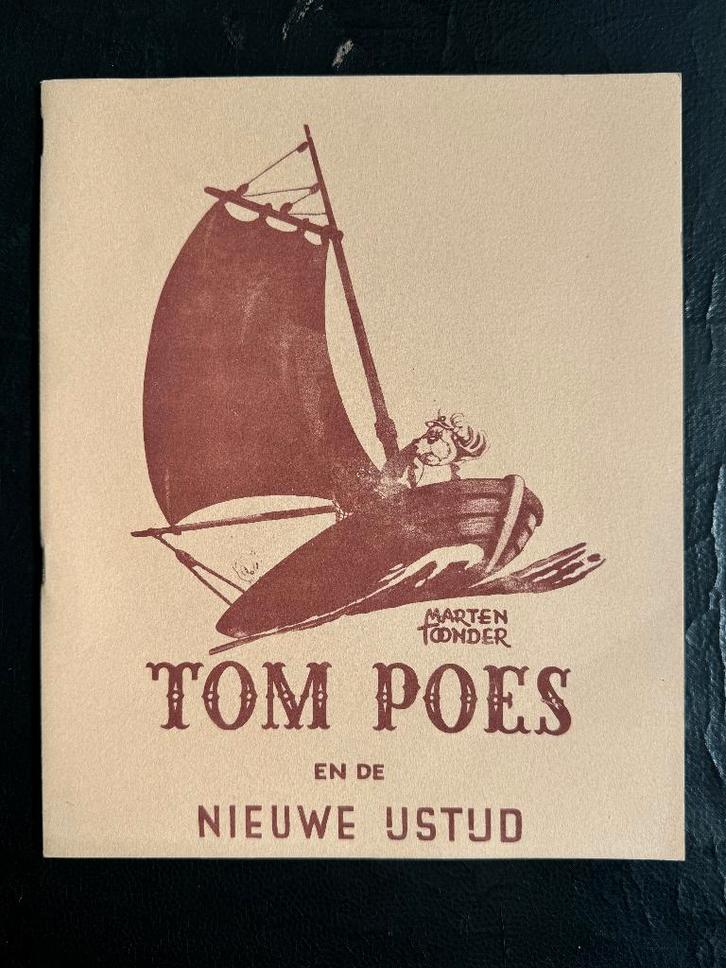 MARTEN
TOONDER
TOM POES
EN DE
NIEUWE IJSTIJD